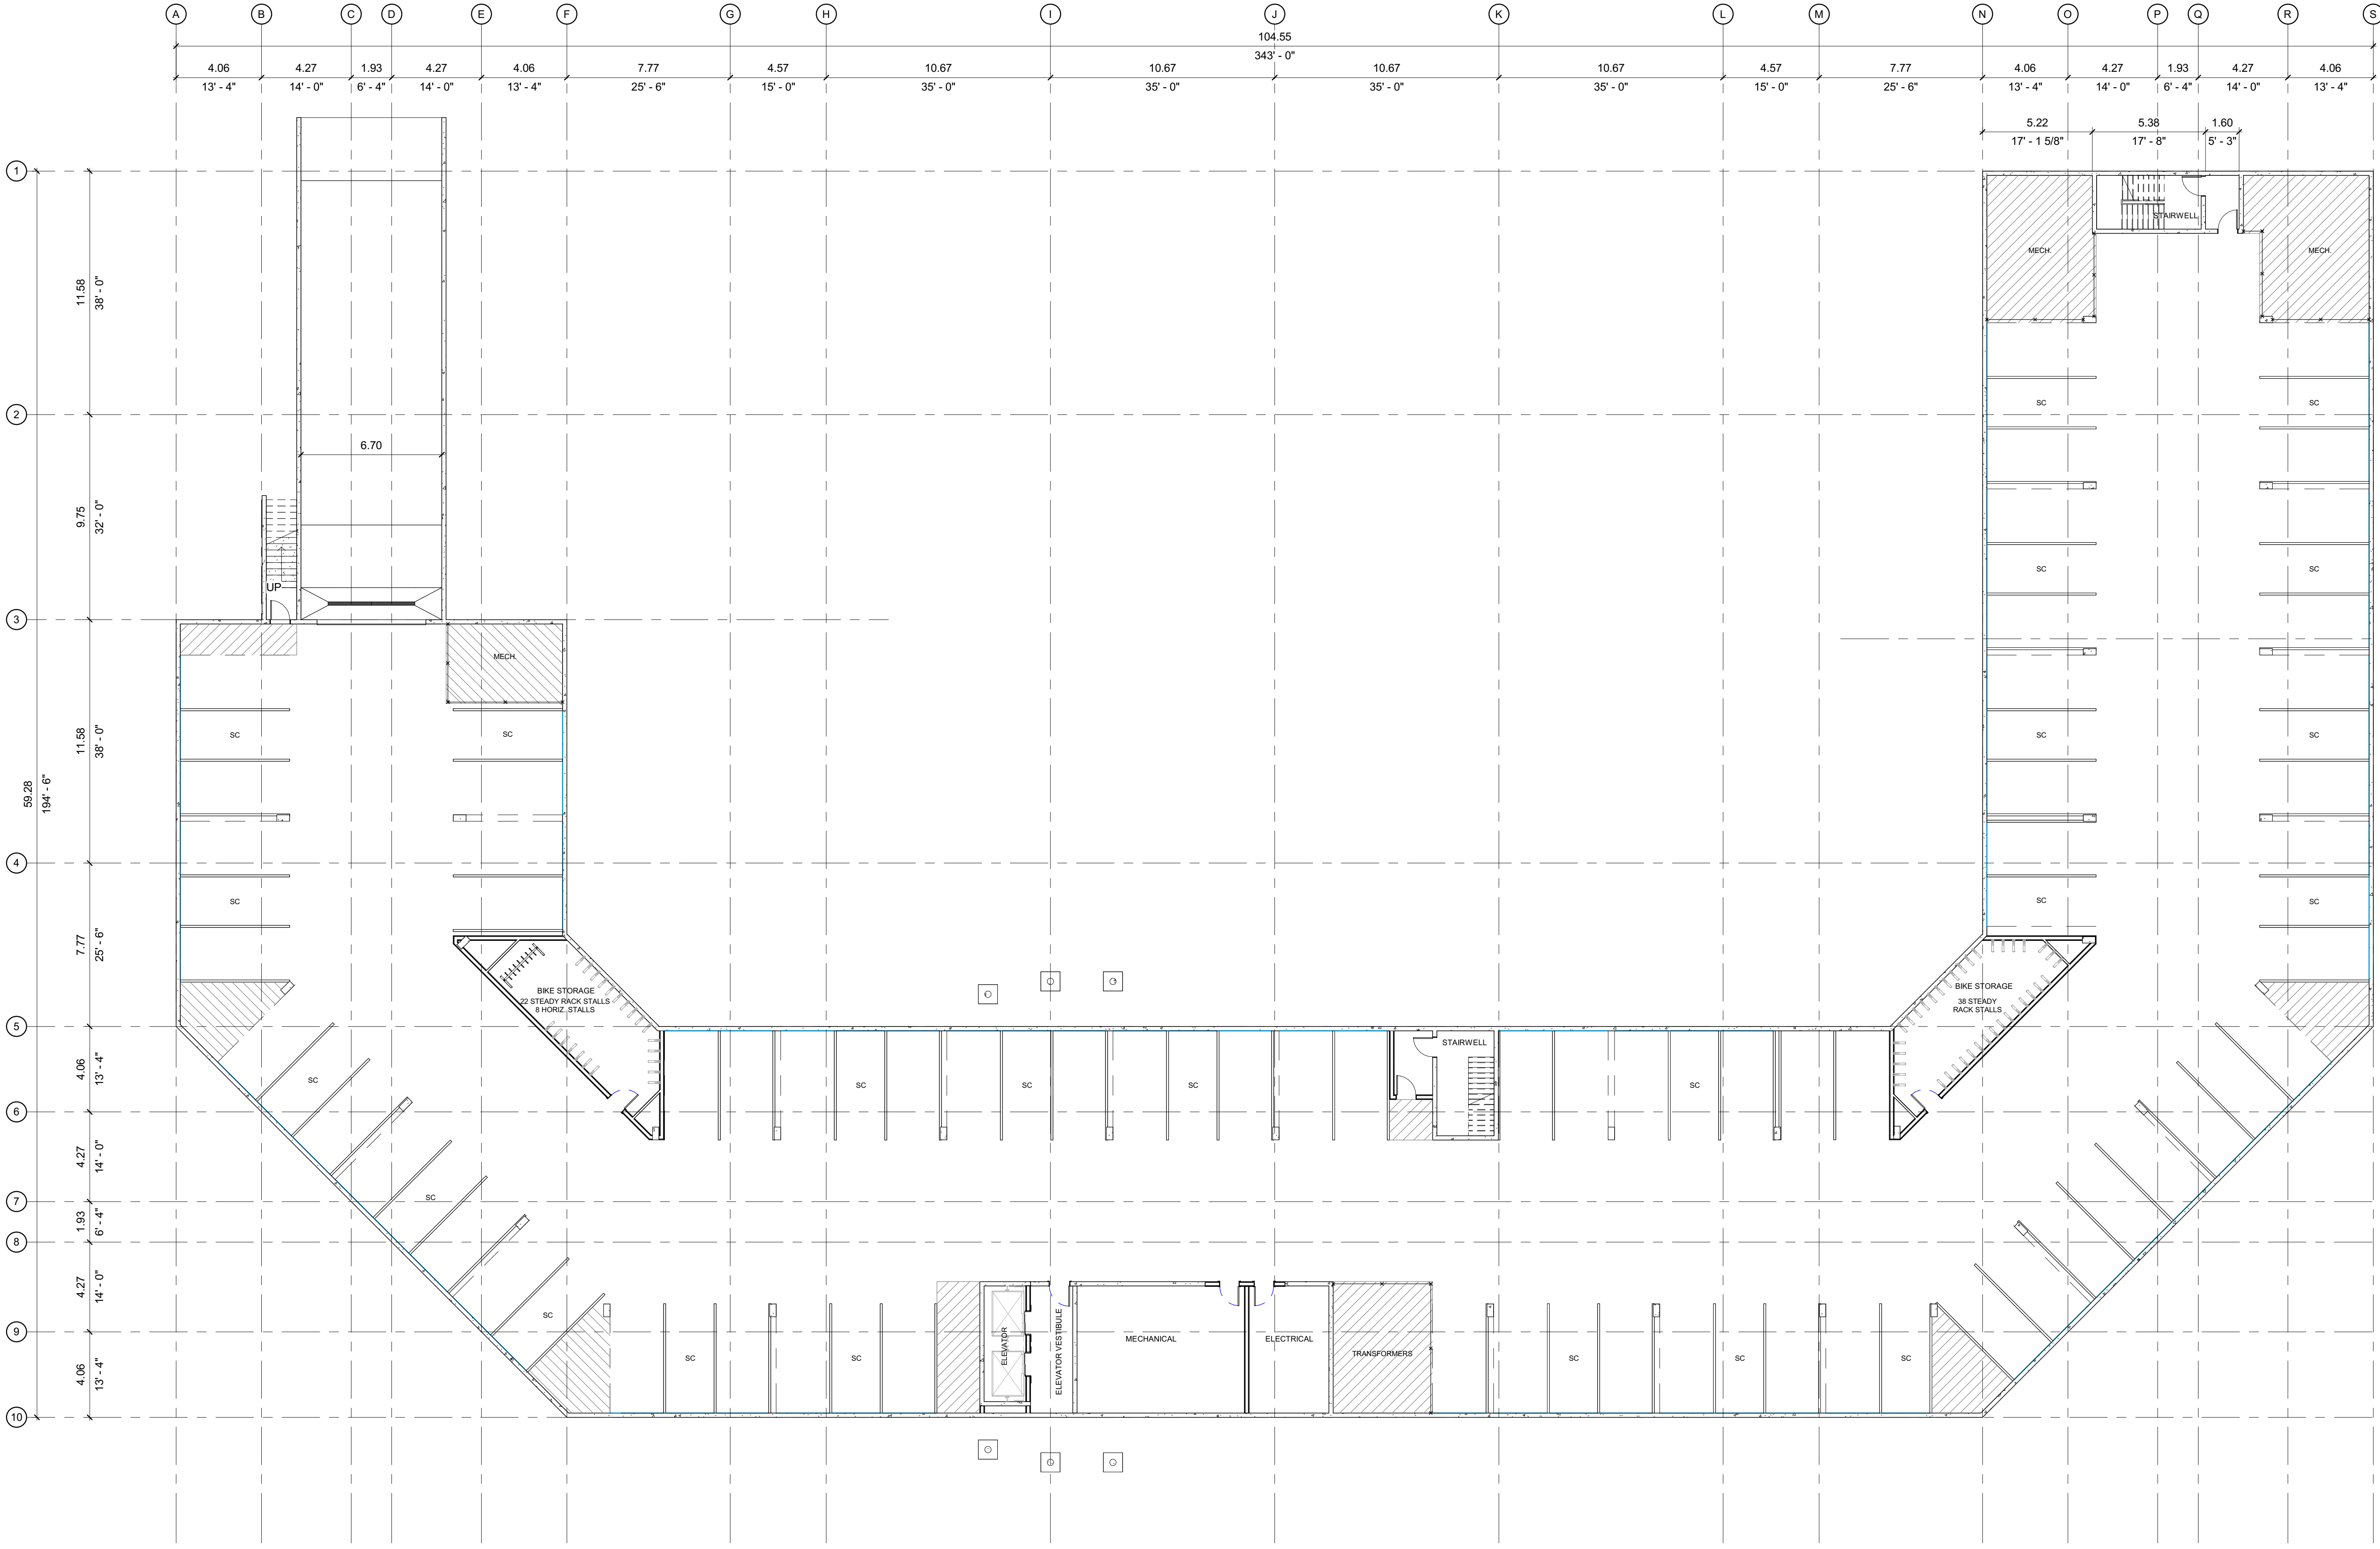 A B C D E F G H I J K L M N O P Q R S
104.55
343' - 0"
4.06 4.27 1.93 4.27 4.06 7.77 4.57 10.67 10.67 10.67 10.67 4.57 7.77 4.06 4.27 1.93 4.27 4.06
13' - 4" 14' - 0" 6' - 4" 14' - 0" 13' - 4" 25' - 6" 15' - 0" 35' - 0" 35' - 0" 35' - 0" 35' - 0" 15' - 0" 25' - 6" 13' - 4" 14' - 0" 6' - 4" 14' - 0" 13' - 4"
5.22 5.38 1.60
17' - 1 5/8" 17' - 8" 5' - 3"
1
STAIRWELL
MECH. MECH.
11.58
38' - 0"
SC SC
2
6.70
9.75
32' - 0"
SC SC
UP
3
MECH.
SC SC SC SC
11.58
38' - 0"
59.28
194' - 6"
4
SC SC SC
7.77
25' - 6"
BIKE STORAGE
22 STEADY RACK STALLS
8 HORIZ. STALLS
BIKE STORAGE
38 STEADY
RACK STALLS
5
STAIRWELL
4.06
13' - 4"
SC SC SC SC SC
6
4.27
14' - 0"
SC
7
1.93
6' - 4"
8
4.27
14' - 0"
SC
9
ELEVATOR
ELEVATOR VESTIBULE
MECHANICAL
ELECTRICAL
TRANSFORMERS
4.06
13' - 4"
SC SC SC SC SC
10